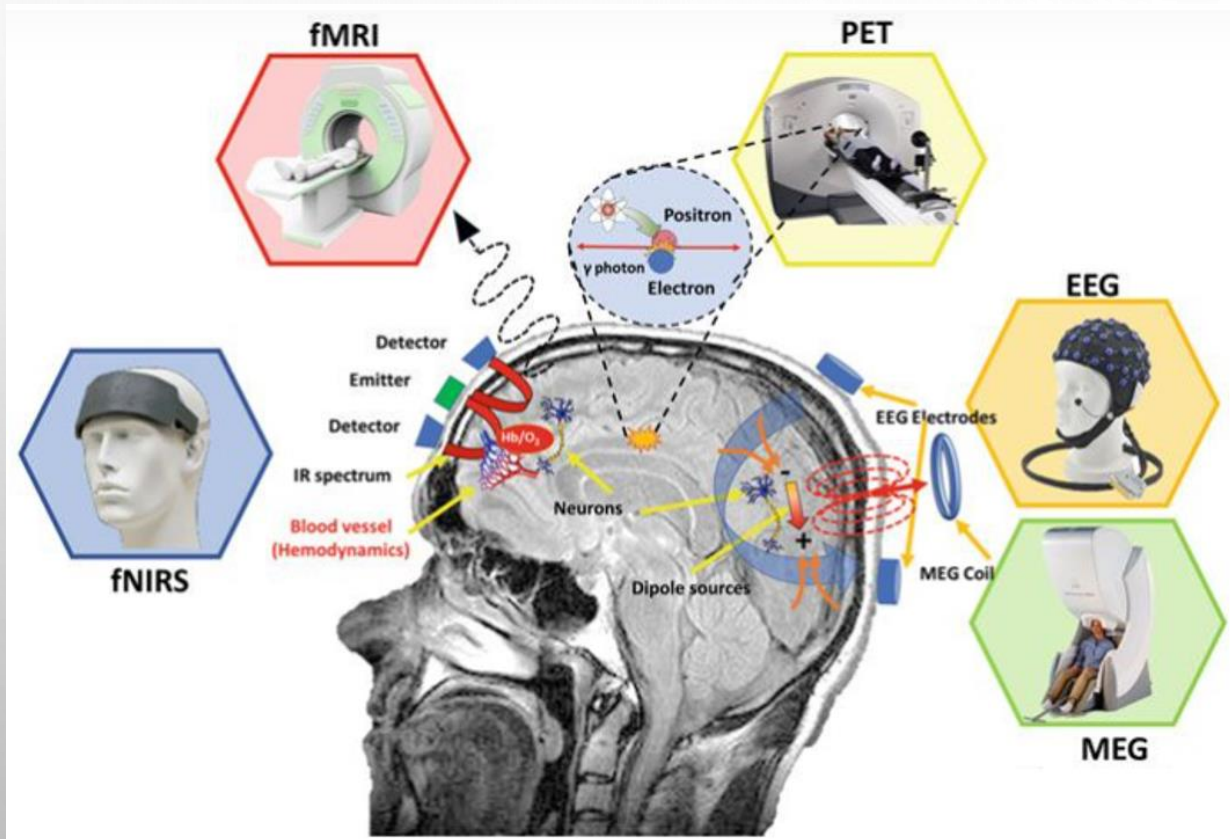 fMRI
PET
Positron
γ photon
Electron
EEG
Detector
Emitter
Detector
IR spectrum
Blood vessel
(Hemodynamics)
Hb/O₂
Neurons
Dipole sources
-
+
EEG Electrodes
MEG Coil
fNIRS
MEG